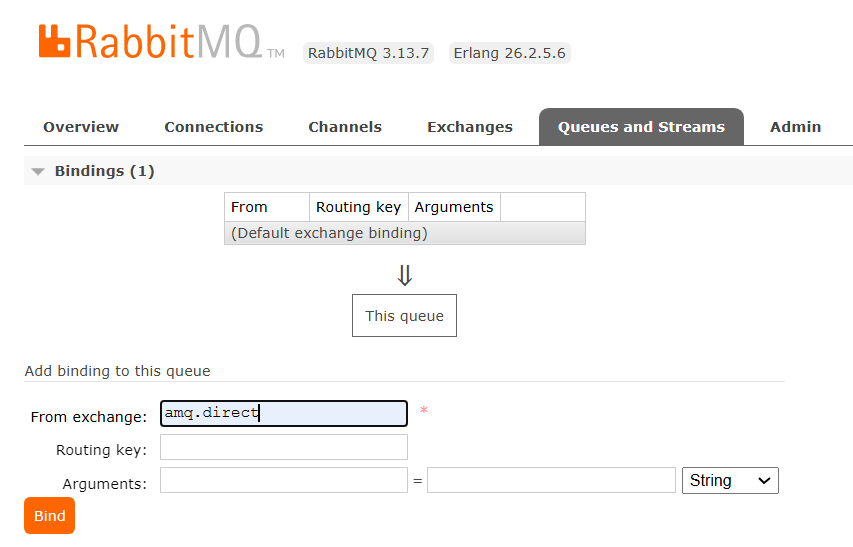 RabbitMQ TM RabbitMQ 3.13.7 Erlang 26.2.5.6
Overview Connections Channels Exchanges Queues and Streams Admin
Bindings (1)
From Routing key Arguments
(Default exchange binding)
⇓
This queue
Add binding to this queue
From exchange: amq.direct *
Routing key:
Arguments: = String
Bind